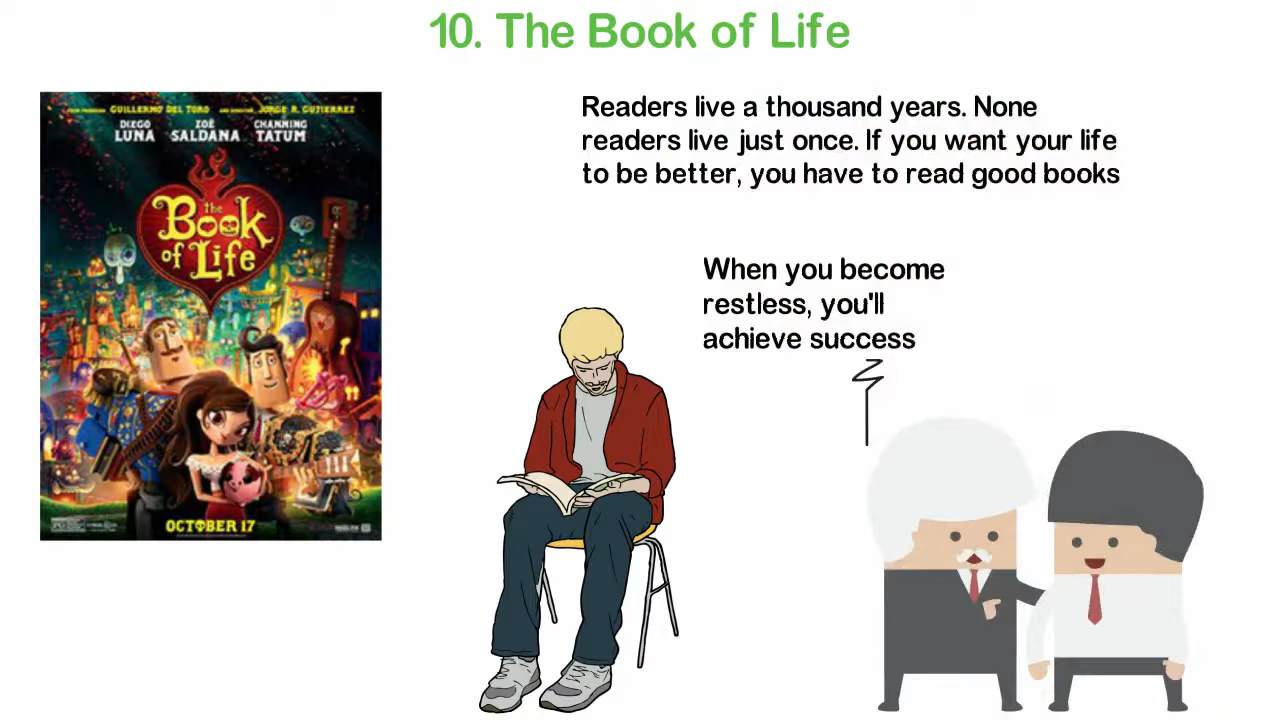 10. The Book of Life
GUILLERMO DEL TORO JORGE R. GUTIERREZ
DIEGO ZOE CHANNING
LUNA SALDANA TATUM
the
Book
of Life
OCTOBER 17
Readers live a thousand years. None
readers live just once. If you want your life
to be better, you have to read good books
When you become
restless, you'll
achieve success